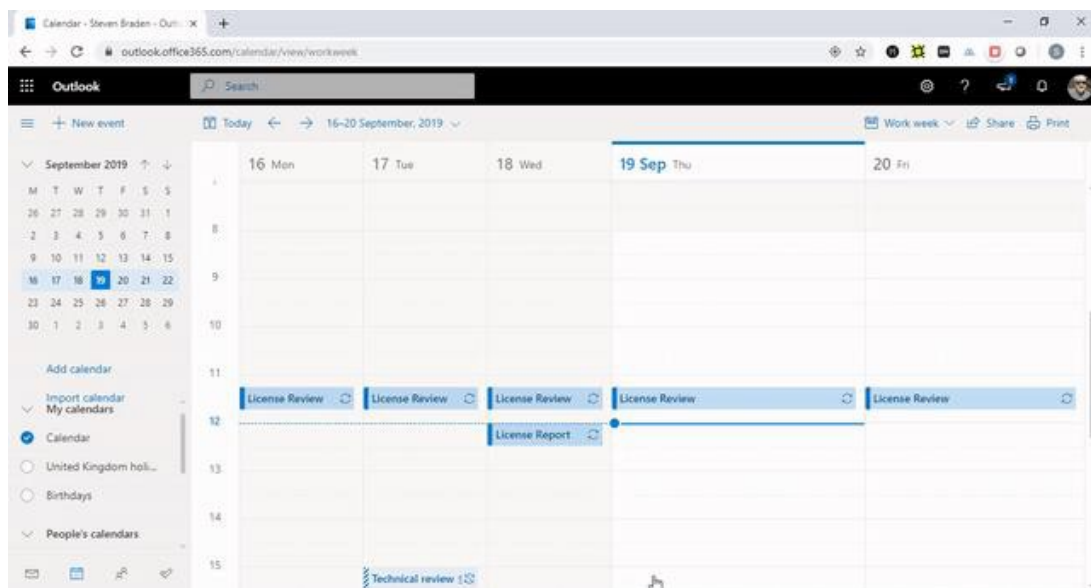 Calendar - Steven Braden - Outl
outlook.office365.com/calendar/view/workweek
Outlook
Search
New event
Today
16–20 September, 2019
Work week
Share
Print
September 2019
M T W T F S S
26 27 28 29 30 31 1
2 3 4 5 6 7 8
9 10 11 12 13 14 15
16 17 18 19 20 21 22
23 24 25 26 27 28 29
30 1 2 3 4 5 6
Add calendar
Import calendar
My calendars
Calendar
United Kingdom holi...
Birthdays
People's calendars
16 Mon
17 Tue
18 Wed
19 Sep Thu
20 Fri
8
9
10
11
License Review
License Review
License Review
License Review
License Review
12
License Report
13
14
15
Technical review